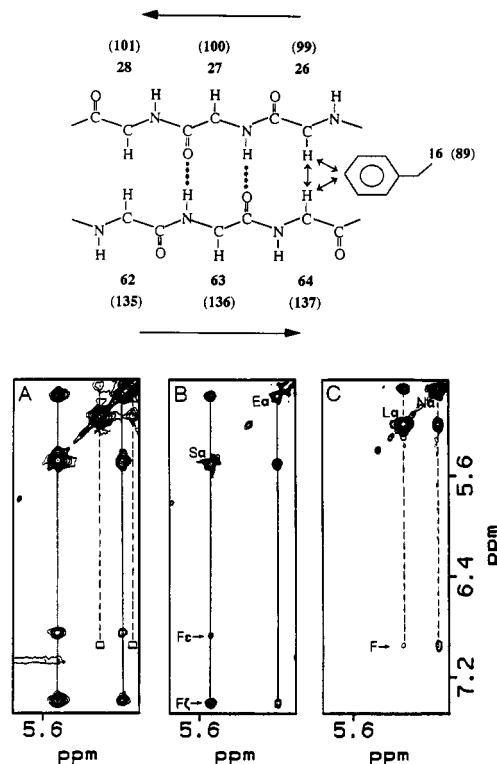 (101) (100) (99)
28 27 26
O H H O H H
C N C C N C C N
H O H H
16 (89)
H H O H
N C C N C C N C C
H O H H O
62 63 64
(135) (136) (137)
A B C
Ea
Sα
Fε→
Fζ→
Lα
Nα
F→
5.6
6.4
7.2
PPm
5.6 5.6 5.6
PPm PPm PPm